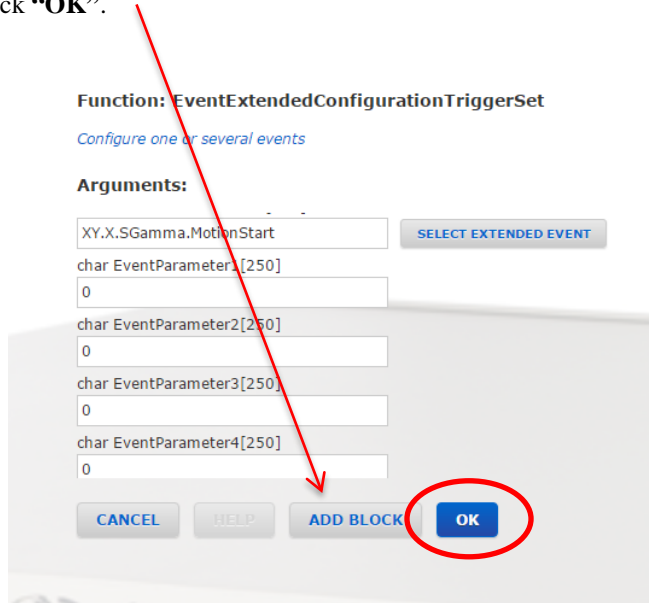 ck “OK”.
Function: EventExtendedConfigurationTriggerSet
Configure one or several events
Arguments:
XY.X.SGamma.MotionStart
SELECT EXTENDED EVENT
char EventParameter1[250]
0
char EventParameter2[250]
0
char EventParameter3[250]
0
char EventParameter4[250]
0
CANCEL HELP ADD BLOCK OK